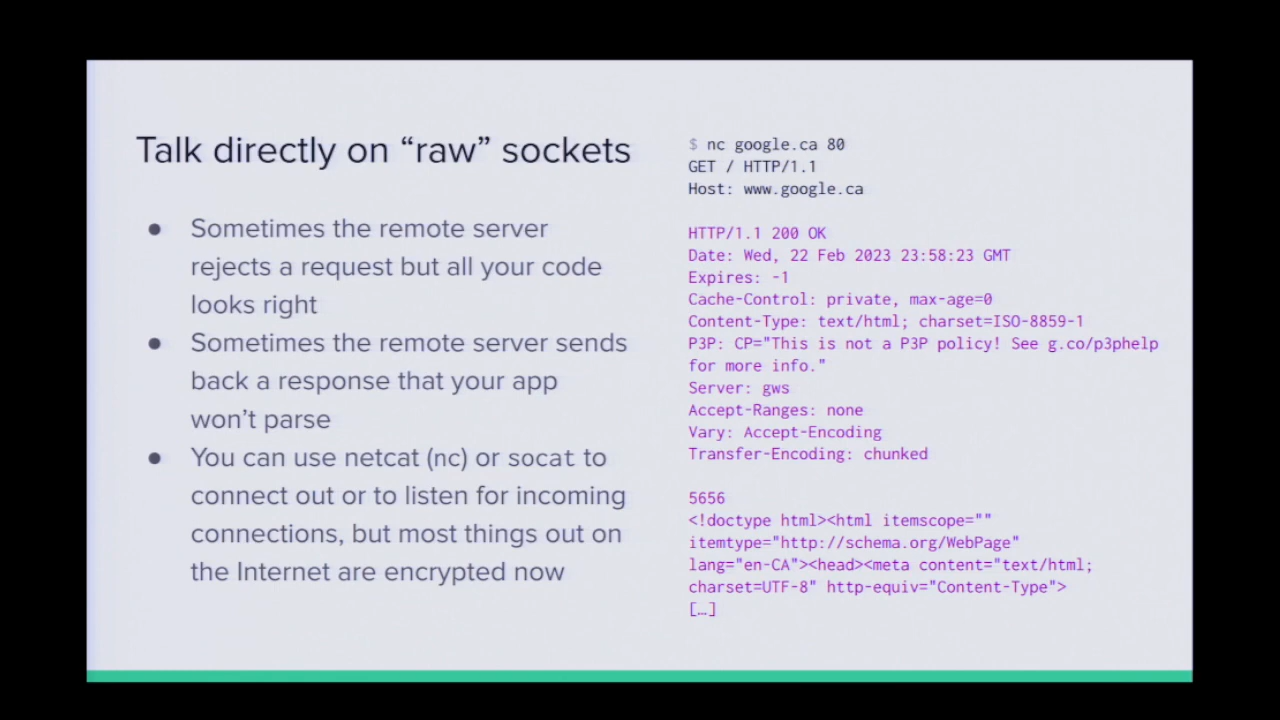 Talk directly on “raw” sockets
● Sometimes the remote server
rejects a request but all your code
looks right
● Sometimes the remote server sends
back a response that your app
won’t parse
● You can use netcat (nc) or socat to
connect out or to listen for incoming
connections, but most things out on
the Internet are encrypted now
$ nc google.ca 80
GET / HTTP/1.1
Host: www.google.ca
HTTP/1.1 200 OK
Date: Wed, 22 Feb 2023 23:58:23 GMT
Expires: -1
Cache-Control: private, max-age=0
Content-Type: text/html; charset=ISO-8859-1
P3P: CP="This is not a P3P policy! See g.co/p3phelp
for more info."
Server: gws
Accept-Ranges: none
Vary: Accept-Encoding
Transfer-Encoding: chunked
5656
<!doctype html><html itemscope=""
itemtype="http://schema.org/WebPage"
lang="en-CA"><head><meta content="text/html;
charset=UTF-8" http-equiv="Content-Type">
[…]